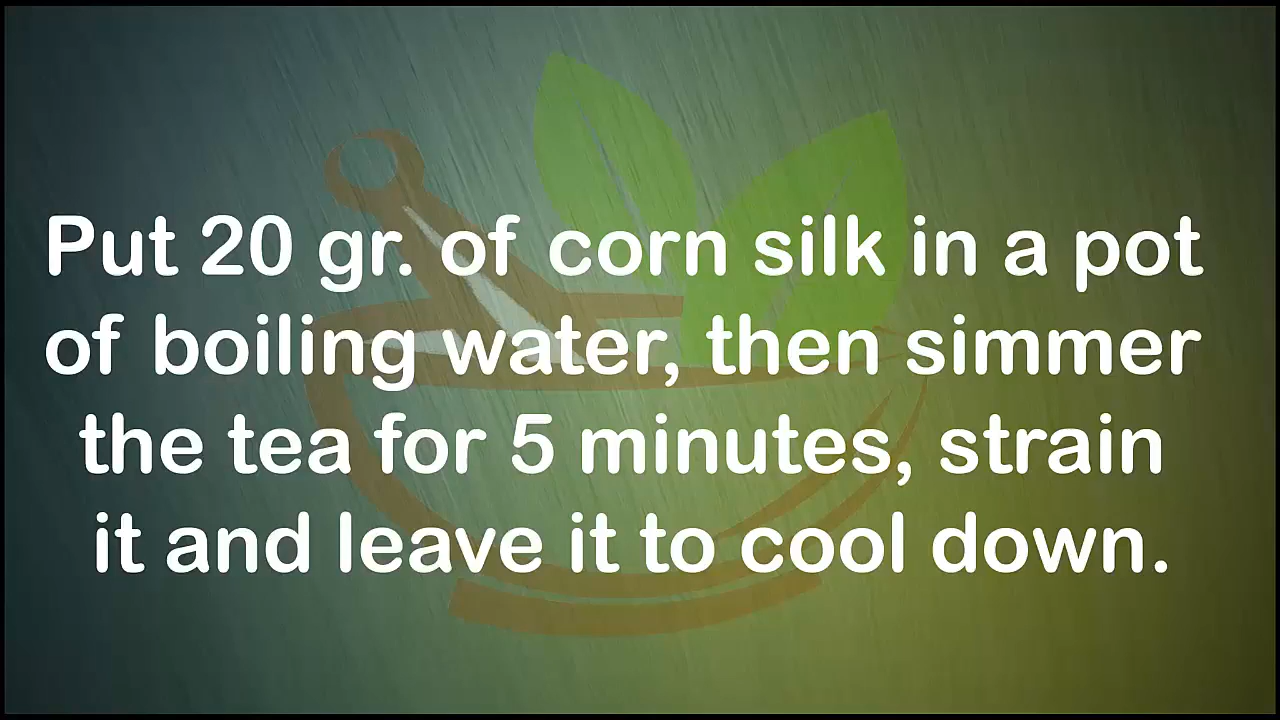 Put 20 gr. of corn silk in a pot
of boiling water, then simmer
the tea for 5 minutes, strain
it and leave it to cool down.